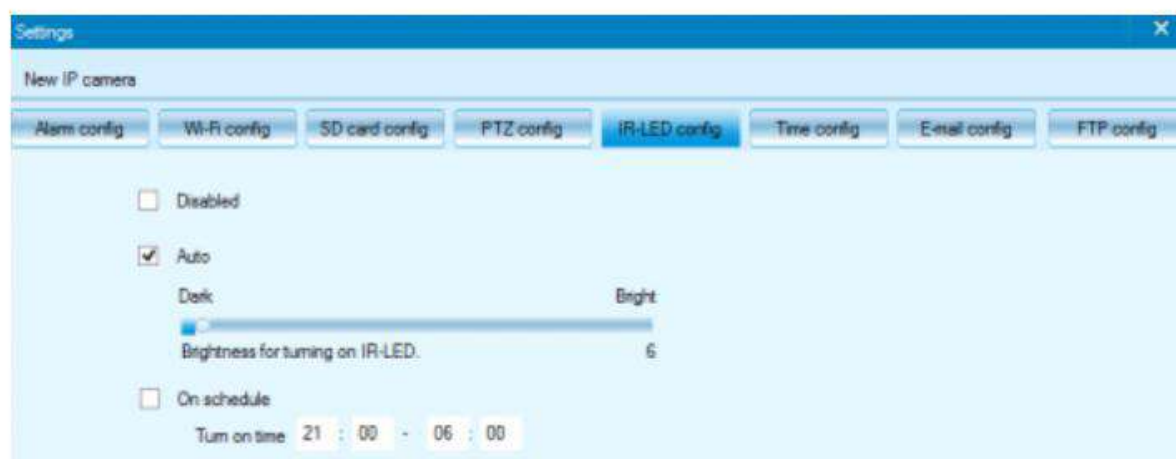 Settings
New IP camera
Alarm config Wi-Fi config SD card config PTZ config IR-LED config Time config E-mail config FTP config
Disabled
Auto
Dark Bright
Brightness for turning on IR-LED. 6
On schedule
Turn on time 21 : 00 - 06 : 00